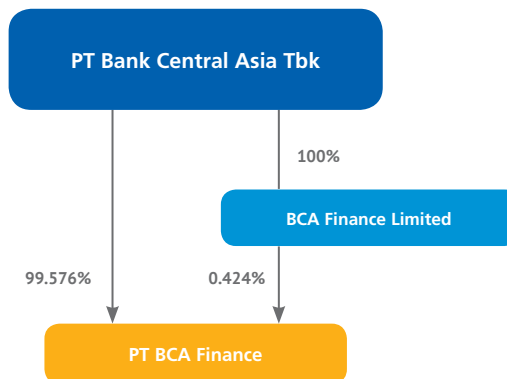 PT Bank Central Asia Tbk
100%
BCA Finance Limited
99.576%
0.424%
PT BCA Finance